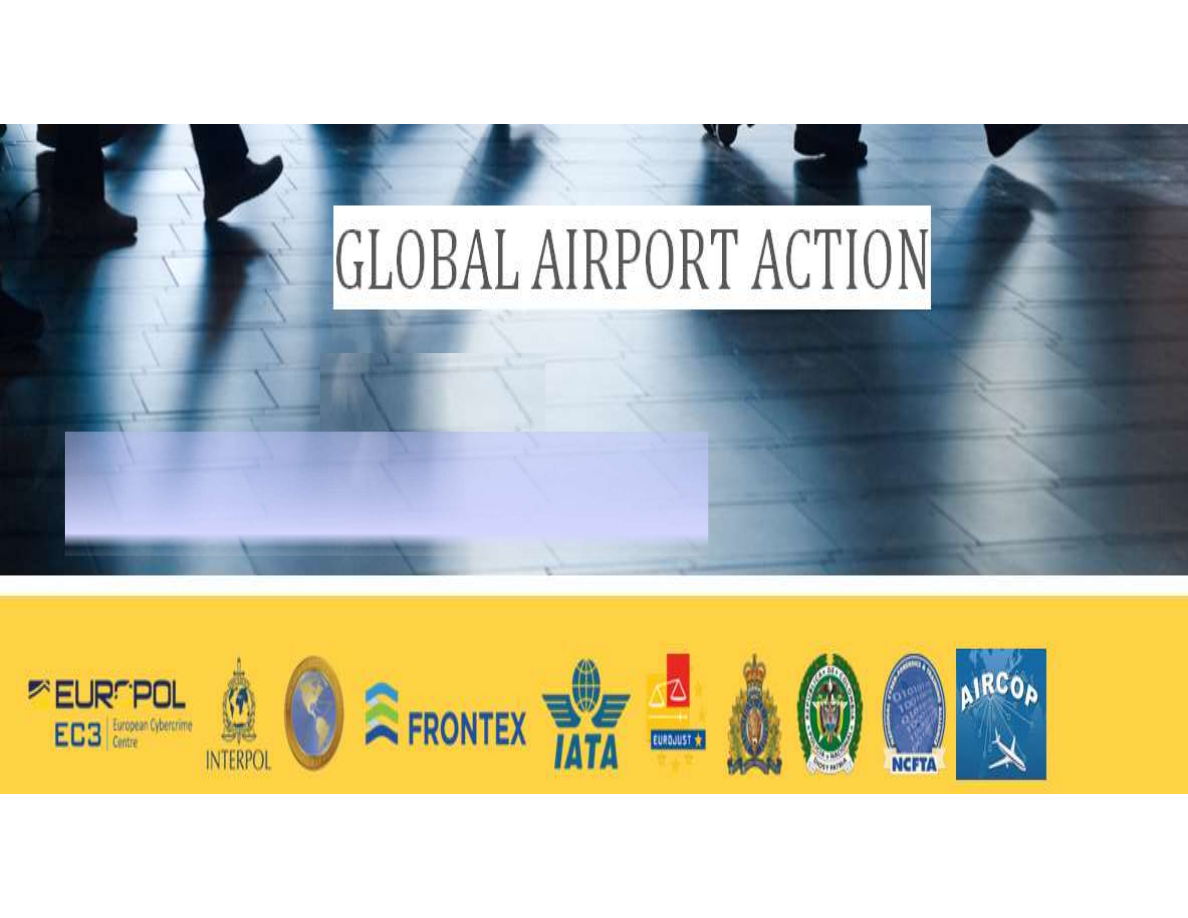 GLOBAL AIRPORT ACTION
EUROPOL
EC3 European Cybercrime
Centre
INTERPOL
FRONTEX
IATA
EUROJUST
NCFTA
AIRCOP